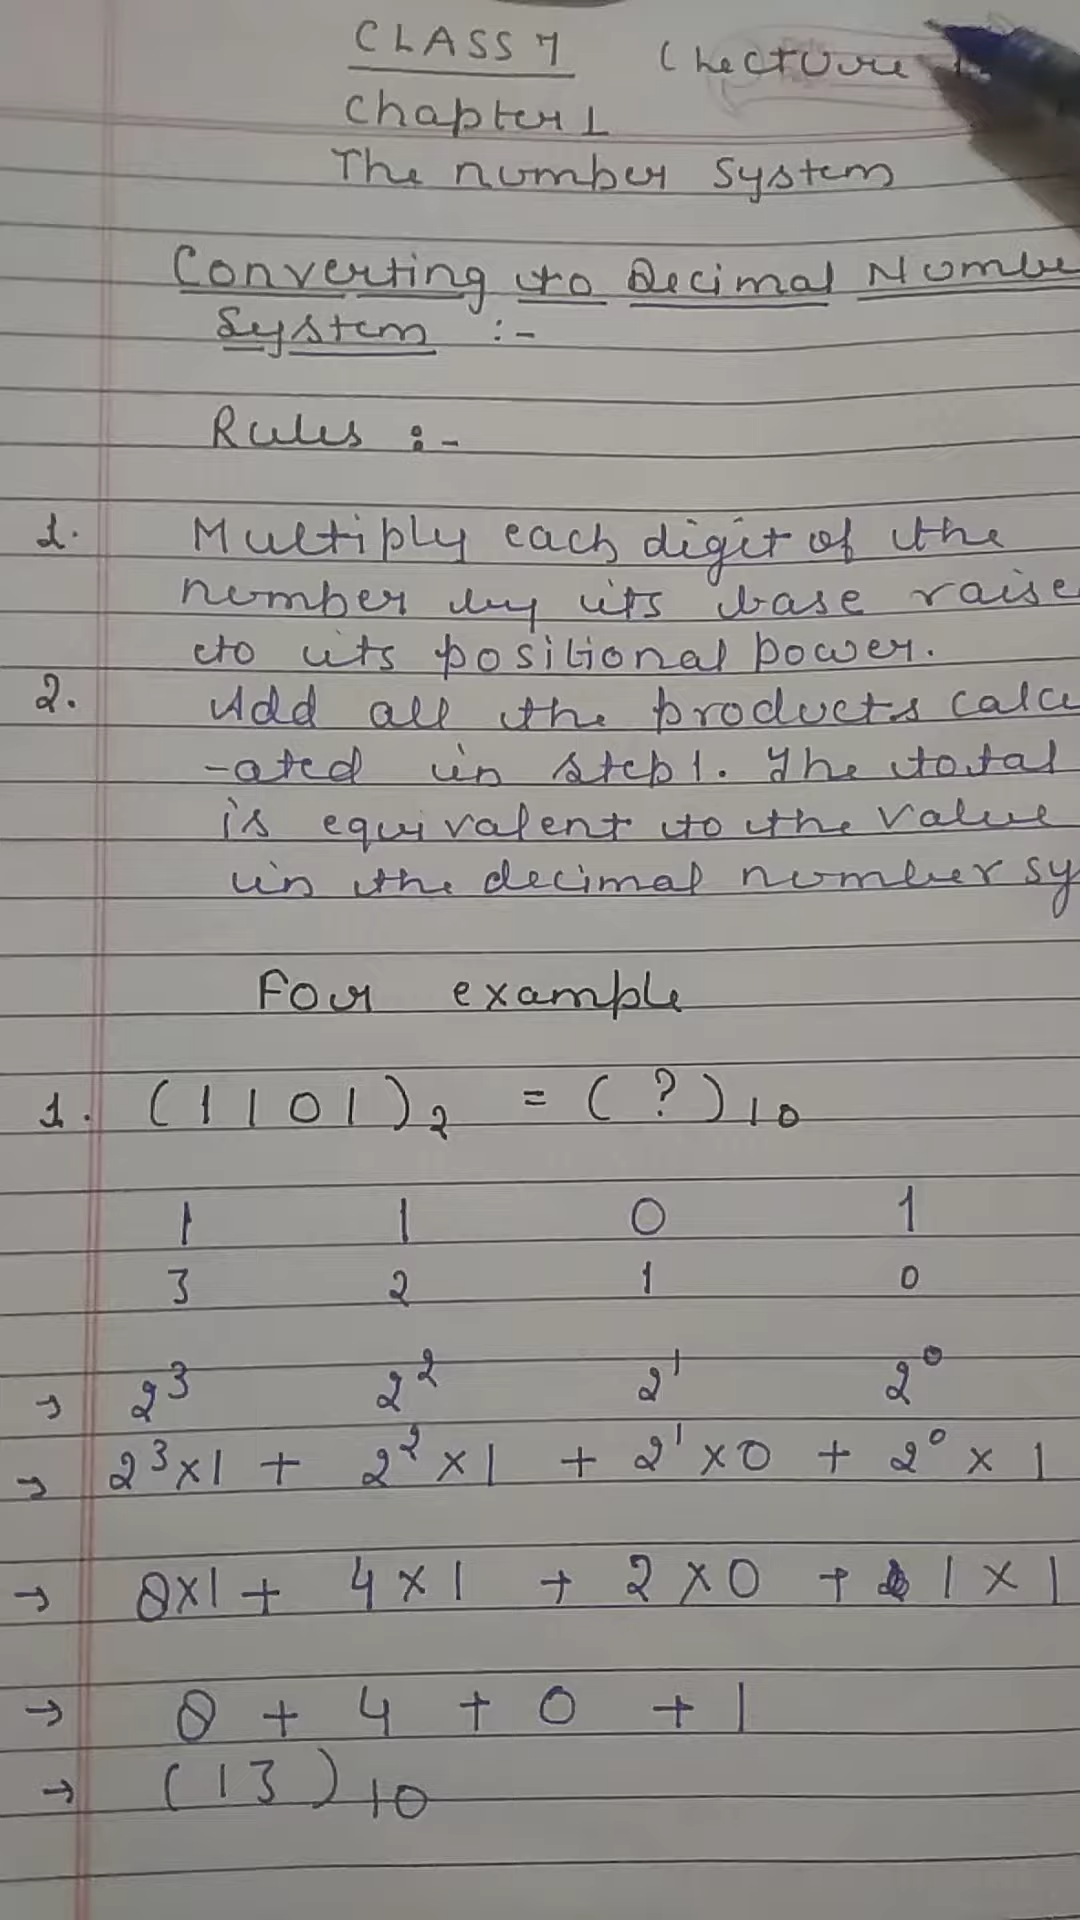 CLASS 7 (Lecture
Chapter 1
The number System
Converting to Decimal Numbe
System :-
Rules :-
1. Multiply each digit of the
number by its base raise
to its positional power.
2. Add all the products calcu
-ated in step 1. The total
is equivalent to the value
in the decimal number sy
For example
1. (1101)₂ = (?)₁₀
1 1 0 1
3 2 1 0
→ 2³ 2² 2¹ 2⁰
→ 2³×1 + 2²×1 + 2¹×0 + 2⁰×1
→ 8×1 + 4×1 + 2×0 + 1×1
→ 8 + 4 + 0 + 1
→ (13)₁₀